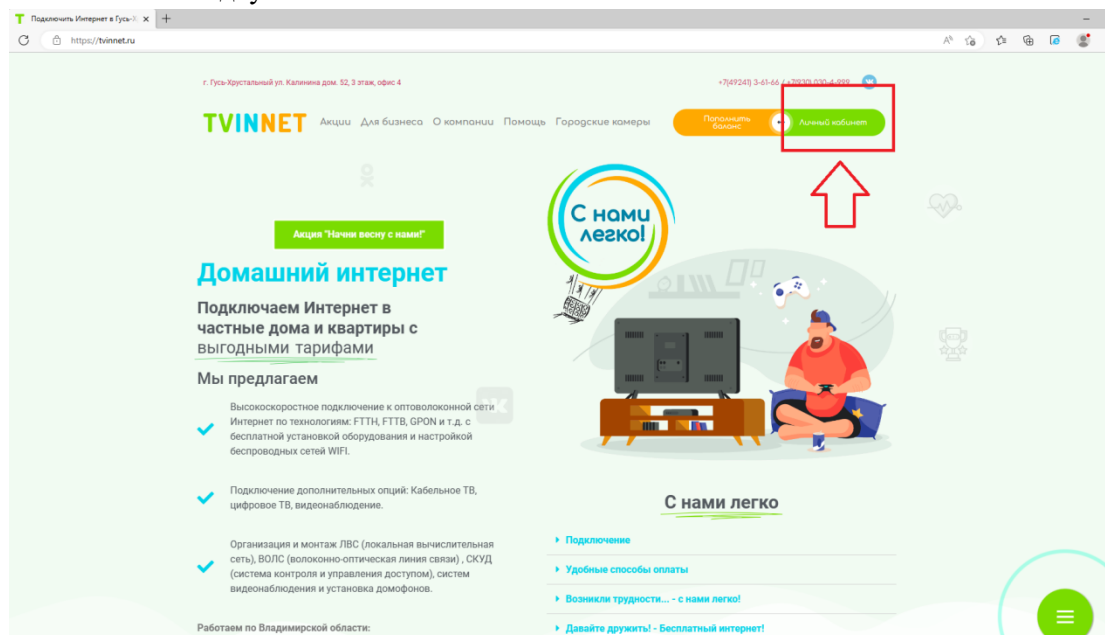 Подключить Интернет в Гусь-Х
https://tvinnet.ru
г. Гусь-Хрустальный ул. Калинина дом. 52, 3 этаж, офис 4
+7(49241) 3-61-66 / +7(930) 030-4-999
TVINNET
Акции Для бизнеса О компании Помощь Городские камеры
Пополнить
баланс
Личный кабинет
С нами
легко!
Акция "Начни весну с нами!"
Домашний интернет
Подключаем Интернет в
частные дома и квартиры с
выгодными тарифами
Мы предлагаем
Высокоскоростное подключение к оптоволоконной сети
Интернет по технологиям: FTTH, FTTB, GPON и т.д. с
бесплатной установкой оборудования и настройкой
беспроводных сетей WIFI.
Подключение дополнительных опций: Кабельное ТВ,
цифровое ТВ, видеонаблюдение.
Организация и монтаж ЛВС (локальная вычислительная
сеть), ВОЛС (волоконно-оптическая линия связи) , СКУД
(система контроля и управления доступом), систем
видеонаблюдения и установка домофонов.
Работаем по Владимирской области:
С нами легко
Подключение
Удобные способы оплаты
Возникли трудности... - с нами легко!
Давайте дружить! - Бесплатный интернет!